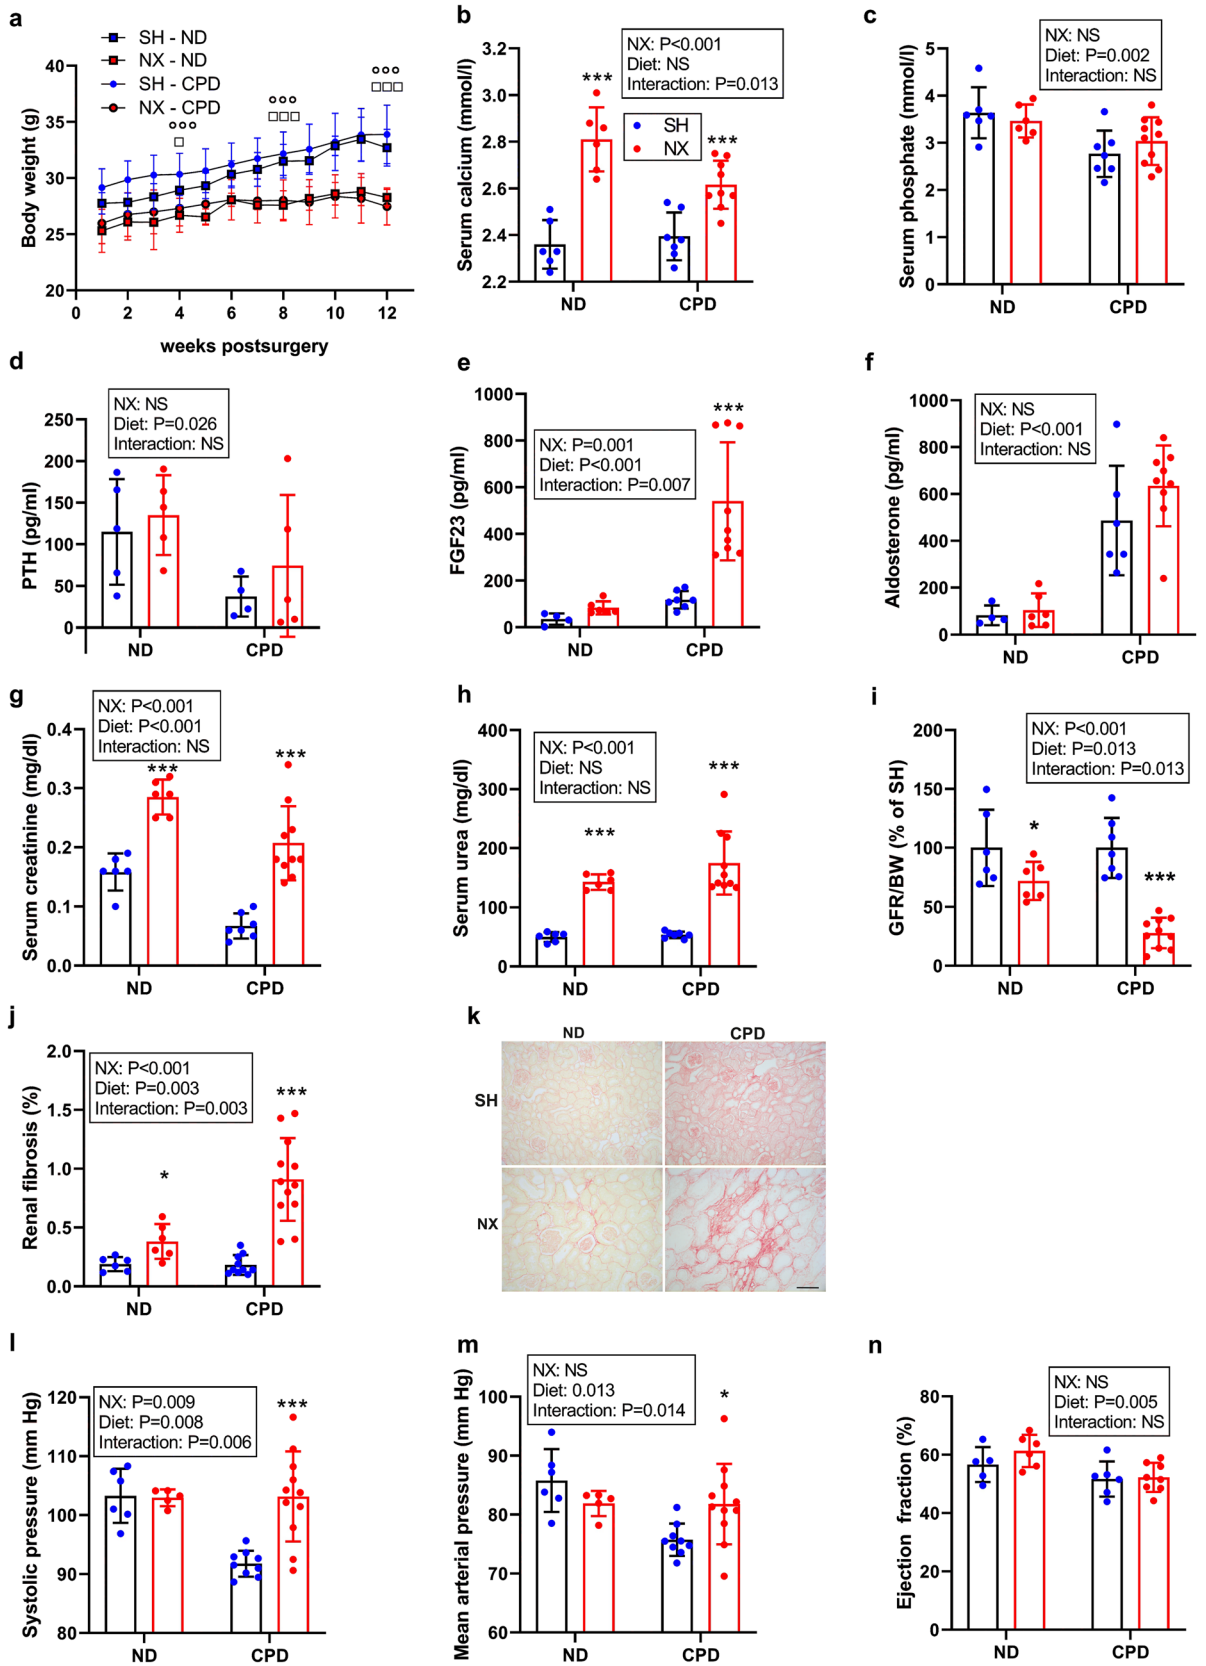 a
SH - ND
NX - ND
SH - CPD
NX - CPD
Body weight (g)
40
35
30
25
20
0 2 4 6 8 10 12
weeks postsurgery
b
NX: P<0.001
Diet: NS
Interaction: P=0.013
SH
NX
Serum calcium (mmol/l)
3.2
3.0
2.8
2.6
2.4
2.2
***
***
ND CPD
c
NX: NS
Diet: P=0.002
Interaction: NS
Serum phosphate (mmol/l)
5
4
3
2
1
0
ND CPD
d
NX: NS
Diet: P=0.026
Interaction: NS
PTH (pg/ml)
250
200
150
100
50
0
ND CPD
e
NX: P=0.001
Diet: P<0.001
Interaction: P=0.007
FGF23 (pg/ml)
1000
800
600
400
200
0
***
ND CPD
f
NX: NS
Diet: P<0.001
Interaction: NS
Aldosterone (pg/ml)
1000
800
600
400
200
0
ND CPD
g
NX: P<0.001
Diet: P<0.001
Interaction: NS
Serum creatinine (mg/dl)
0.4
0.3
0.2
0.1
0.0
***
***
ND CPD
h
NX: P<0.001
Diet: NS
Interaction: NS
Serum urea (mg/dl)
400
300
200
100
0
***
***
ND CPD
i
NX: P<0.001
Diet: P=0.013
Interaction: P=0.013
GFR/BW (% of SH)
200
150
100
50
0
*
***
ND CPD
j
NX: P<0.001
Diet: P=0.003
Interaction: P=0.003
Renal fibrosis (%)
2.0
1.5
1.0
0.5
0.0
*
***
ND CPD
k
ND CPD
SH
NX
l
NX: P=0.009
Diet: P=0.008
Interaction: P=0.006
Systolic pressure (mm Hg)
120
110
100
90
80
***
ND CPD
m
NX: NS
Diet: 0.013
Interaction: P=0.014
Mean arterial pressure (mm Hg)
100
90
80
70
60
*
ND CPD
n
NX: NS
Diet: P=0.005
Interaction: NS
Ejection fraction (%)
80
60
40
20
0
ND CPD